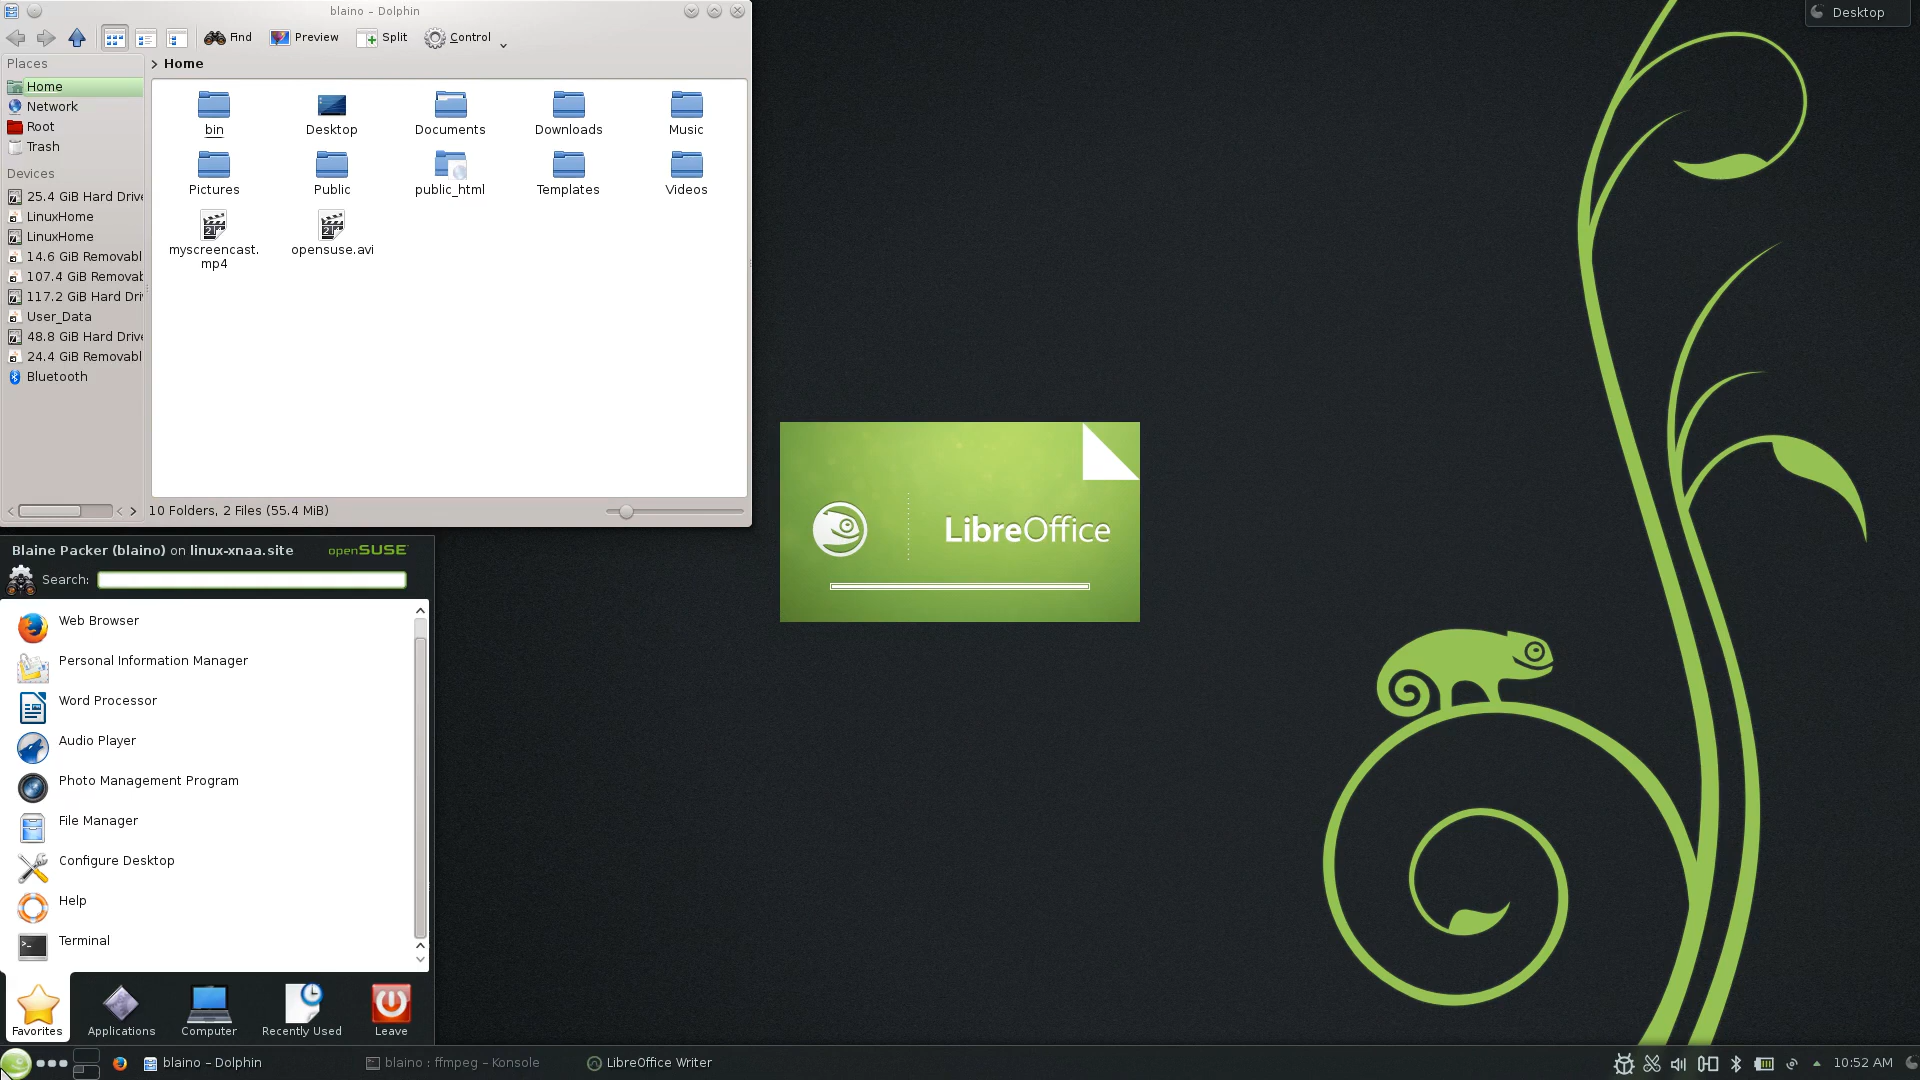 blaino – Dolphin
Find Preview Split Control
Places
Home
Network
Root
Trash
Devices
25.4 GiB Hard Drive
LinuxHome
LinuxHome
14.6 GiB Removabl
107.4 GiB Removab
117.2 GiB Hard Dri
User_Data
48.8 GiB Hard Drive
24.4 GiB Removabl
Bluetooth
> Home
bin Desktop Documents Downloads Music
Pictures Public public_html Templates Videos
myscreencast.
mp4
opensuse.avi
10 Folders, 2 Files (55.4 MiB)
Desktop
LibreOffice
Blaine Packer (blaino) on linux-xnaa.site openSUSE
Search:
Web Browser
Personal Information Manager
Word Processor
Audio Player
Photo Management Program
File Manager
Configure Desktop
Help
Terminal
Favorites Applications Computer Recently Used Leave
blaino – Dolphin blaino : ffmpeg – Konsole LibreOffice Writer 10:52 AM